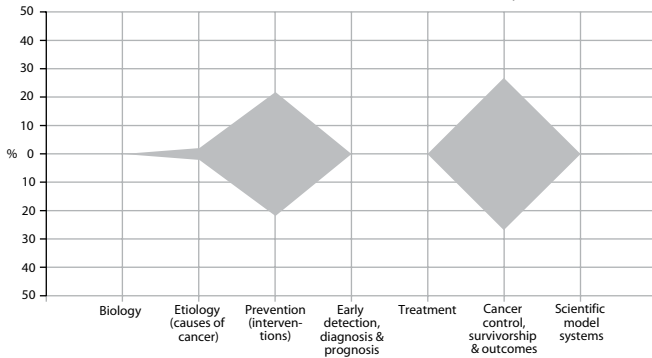 50
40
30
20
10
% 0
10
20
30
40
50
Biology
Etiology
(causes of
cancer)
Prevention
(interven-
tions)
Early
detection,
diagnosis &
prognosis
Treatment
Cancer
control,
survivorship
& outcomes
Scientific
model
systems